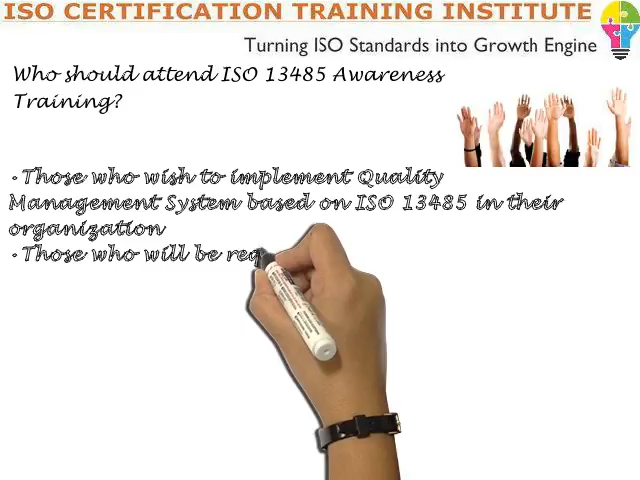 ISO CERTIFICATION TRAINING INSTITUTE
Turning ISO Standards into Growth Engine
Who should attend ISO 13485 Awareness
Training?
•Those who wish to implement Quality
Management System based on ISO 13485 in their
organization
•Those who will be req